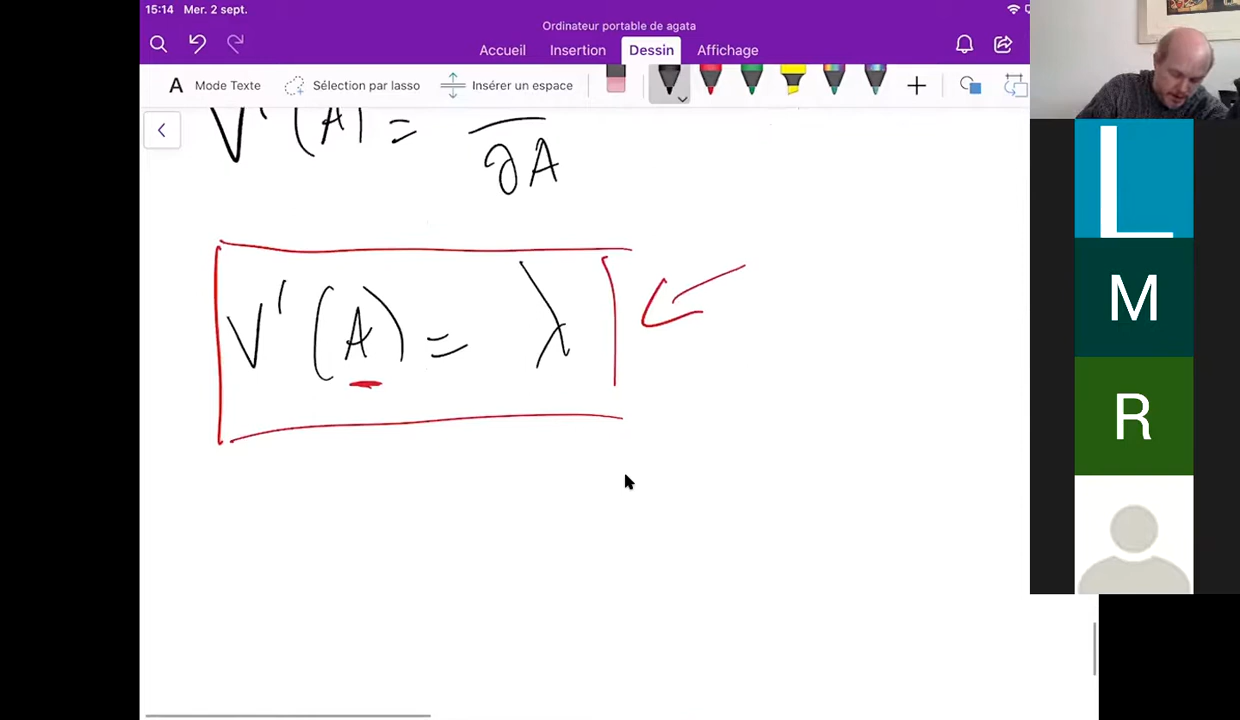 15:14 Mer. 2 sept.
Ordinateur portable de agata
Accueil Insertion Dessin Affichage
A Mode Texte Sélection par lasso Insérer un espace
V'(A) =
∂A
V'(A) = λ
L
M
R